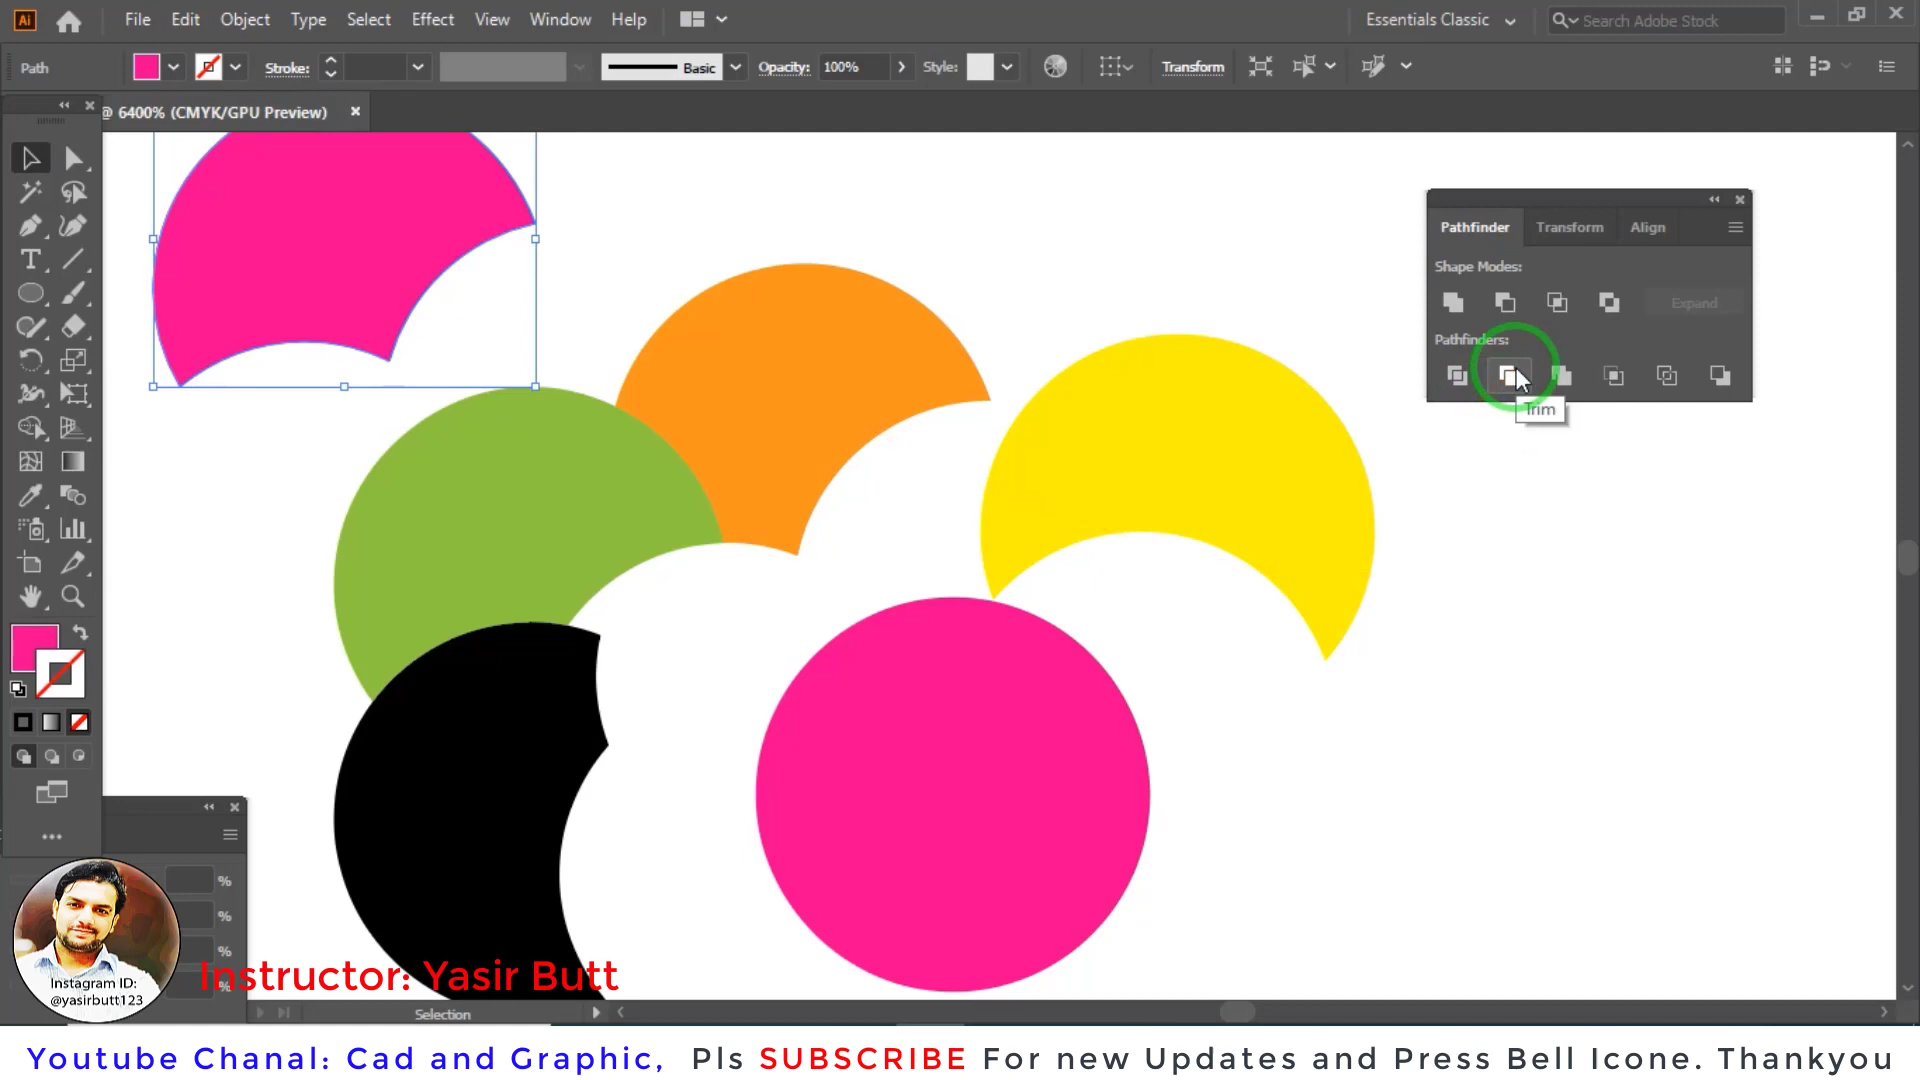 Ai File Edit Object Type Select Effect View Window Help Essentials Classic Search Adobe Stock
Path Stroke: Basic Opacity: 100% Style: Transform
@ 6400% (CMYK/GPU Preview)
Pathfinder Transform Align
Shape Modes:
Expand
Pathfinders:
Trim
%
%
%
%
Instructor: Yasir Butt
Instagram ID:
@yasirbutt123
Selection
Youtube Chanal: Cad and Graphic, Pls SUBSCRIBE For new Updates and Press Bell Icone. Thankyou